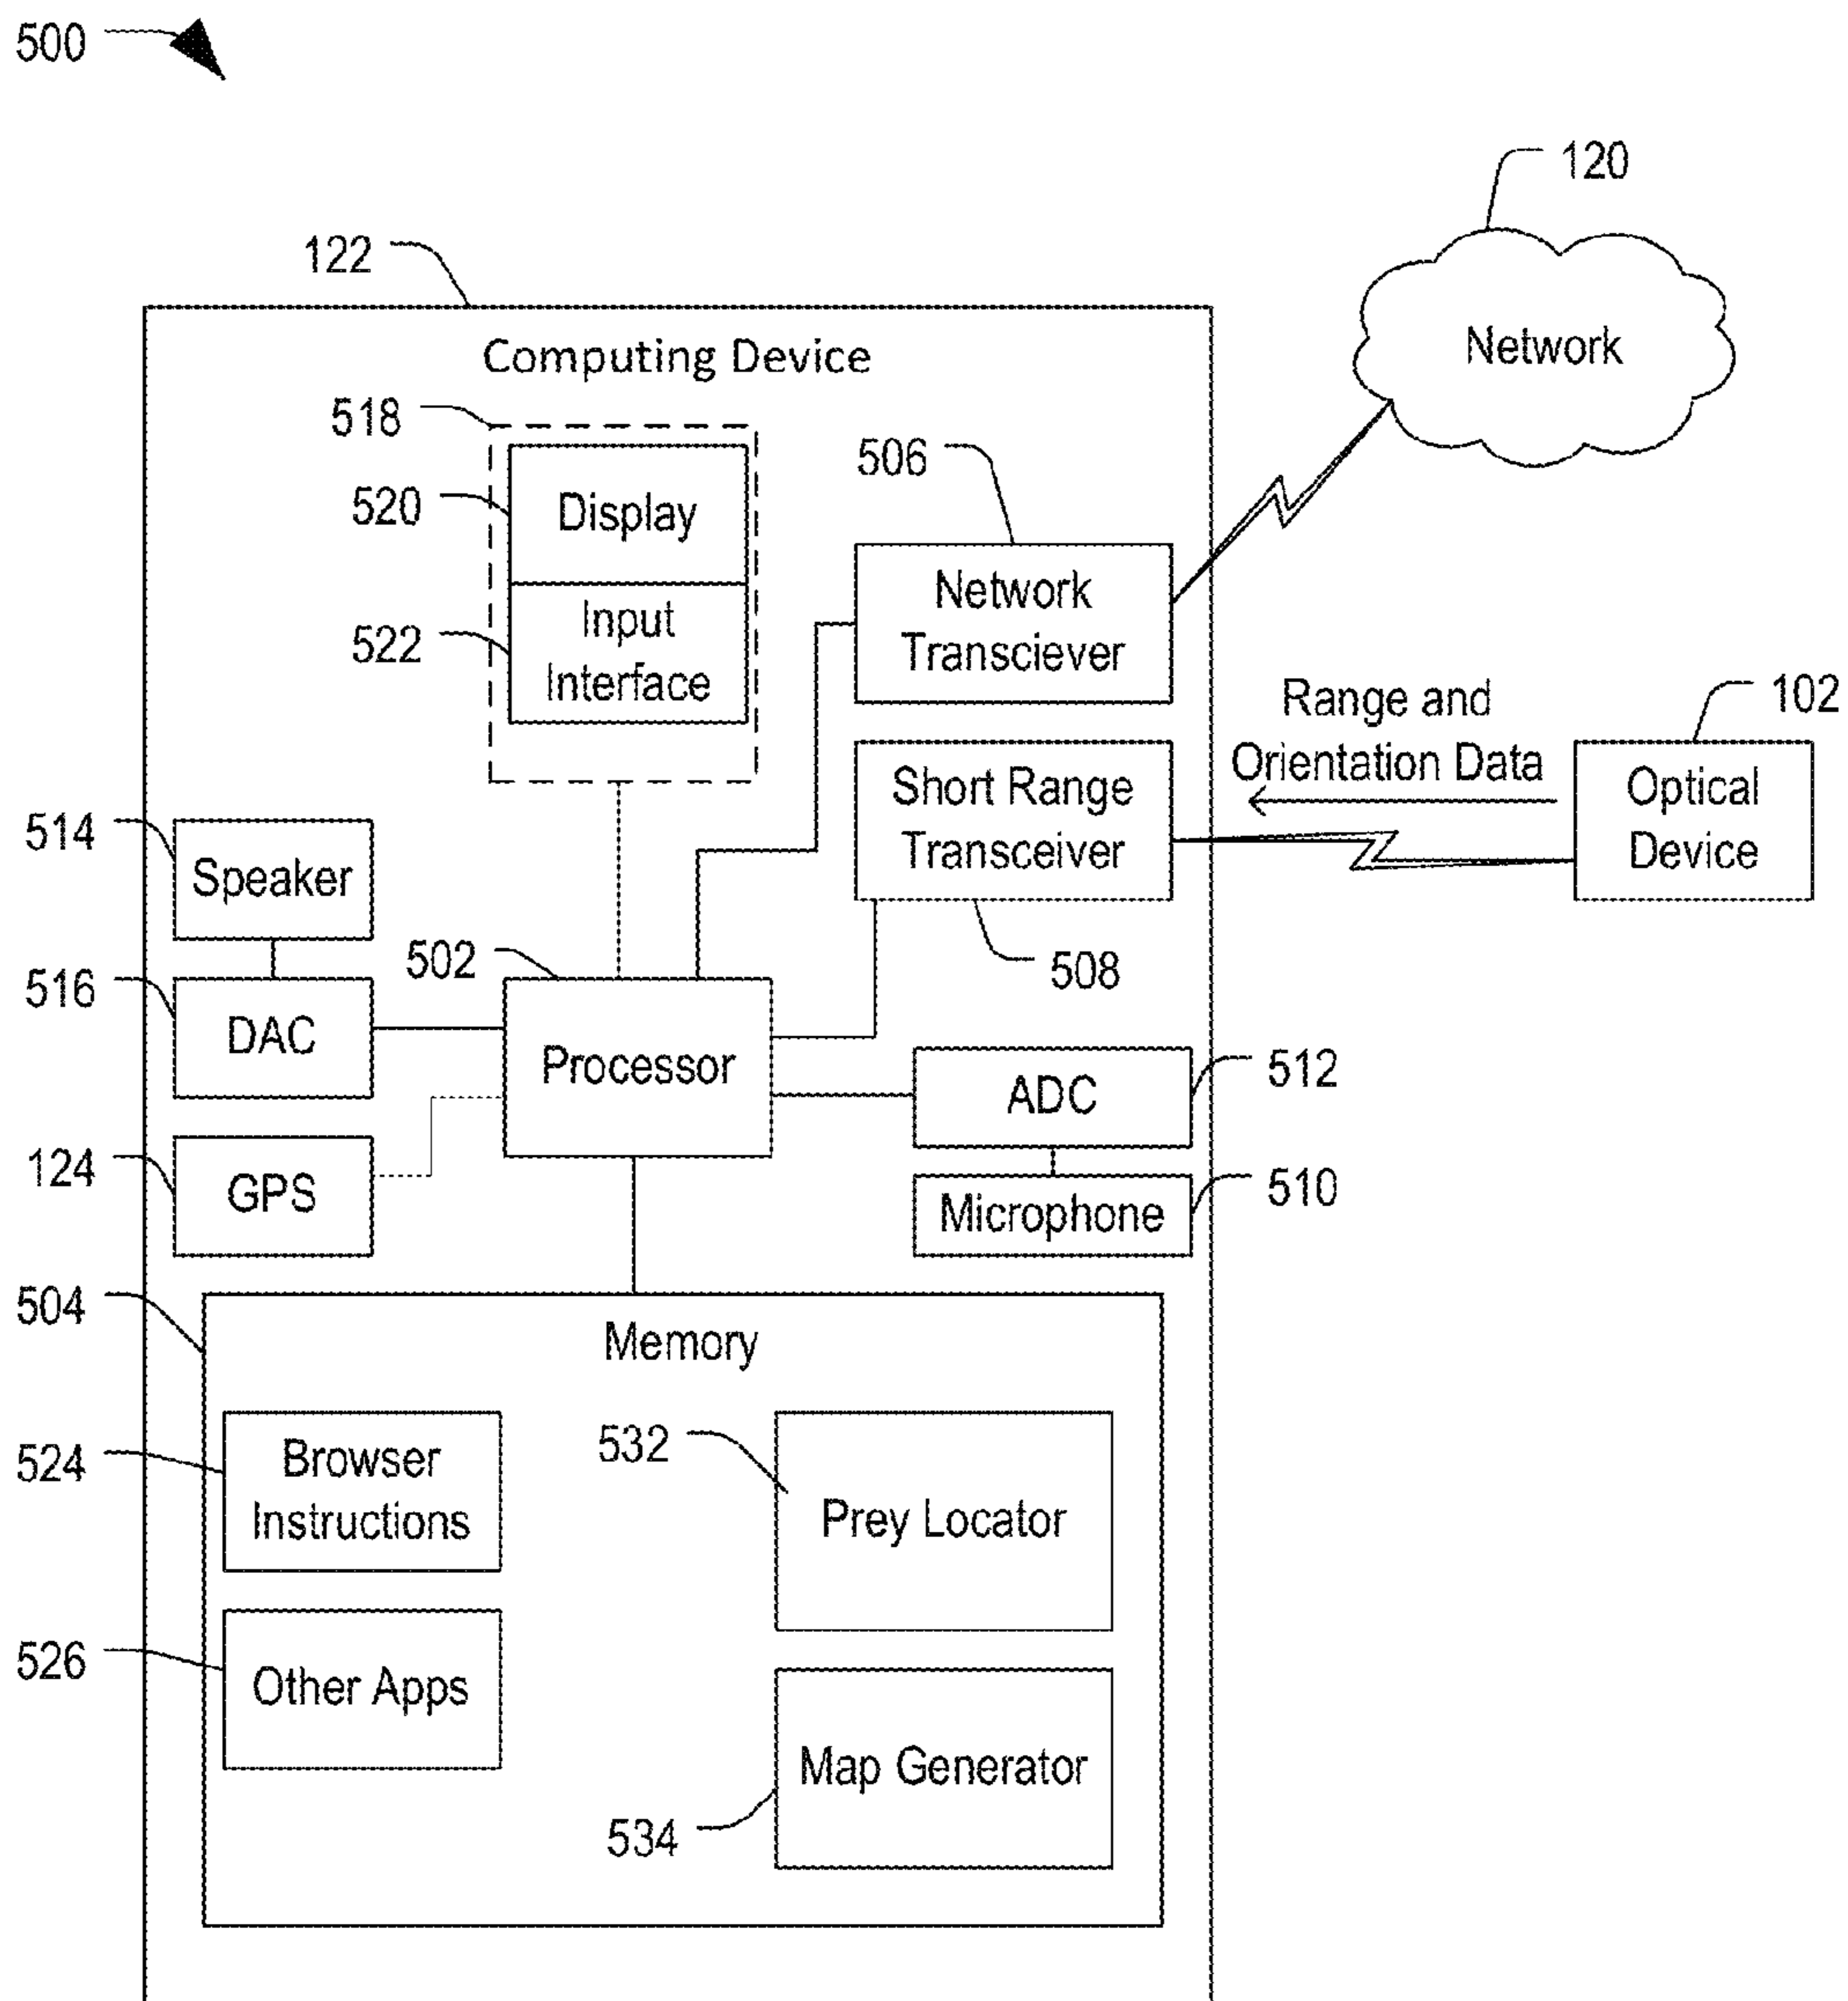 500
120
122
Network
Computing Device
518
506
520
Display
Network
Transciever
522
Input
Interface
Range and
Orientation Data
102
Short Range
Transceiver
Optical
Device
514
Speaker
502
508
516
DAC
Processor
ADC
512
124
GPS
Microphone
510
504
Memory
524
Browser
Instructions
532
Prey Locator
526
Other Apps
Map Generator
534